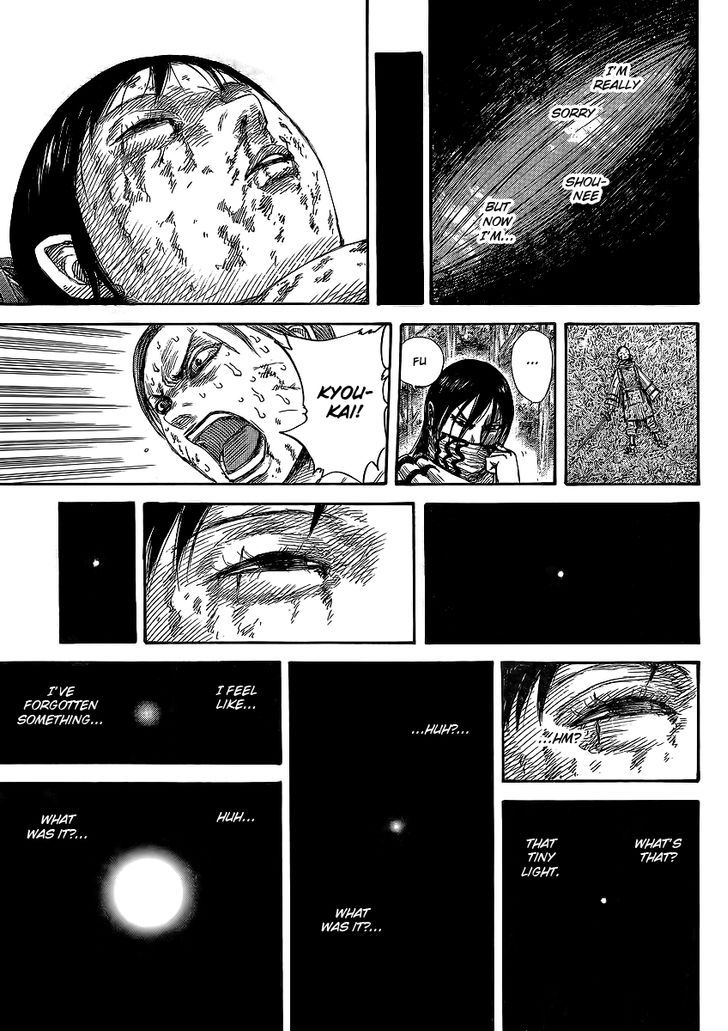 I'M
REALLY
SORRY
SHOU-
NEE
BUT
NOW
I'M...
...
FU
KYOU-
KAI!
...HM?
WHAT'S
THAT?
THAT
TINY
LIGHT.
...HUH?...
WHAT
WAS IT?...
I FEEL
LIKE...
I'VE
FORGOTTEN
SOMETHING...
HUH...
WHAT
WAS IT?...